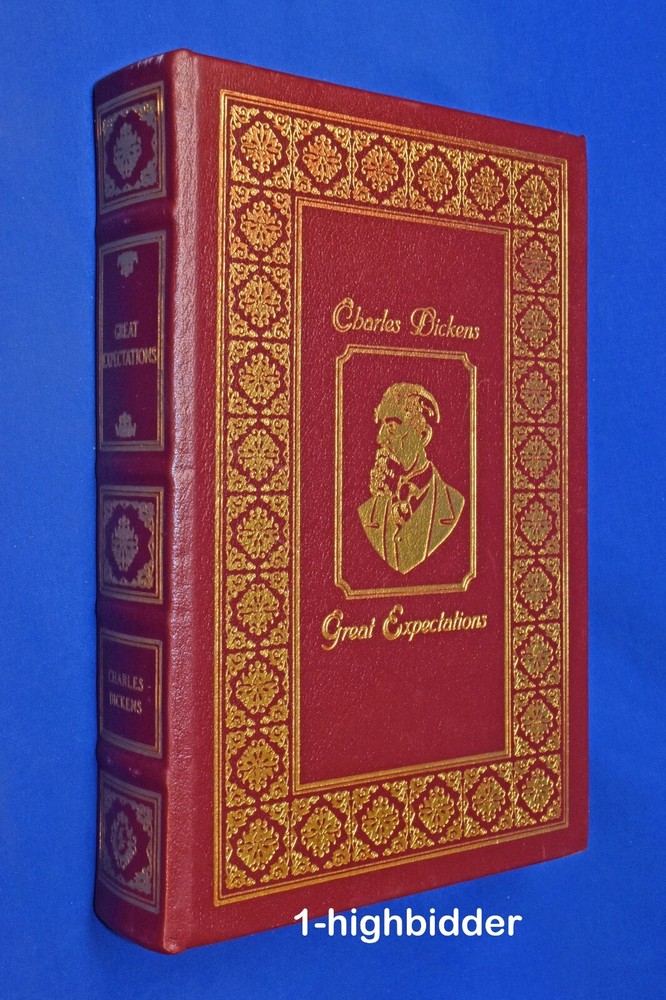 GREAT
EXPECTATIONS
CHARLES
DICKENS
Charles Dickens
Great Expectations
1-highbidder